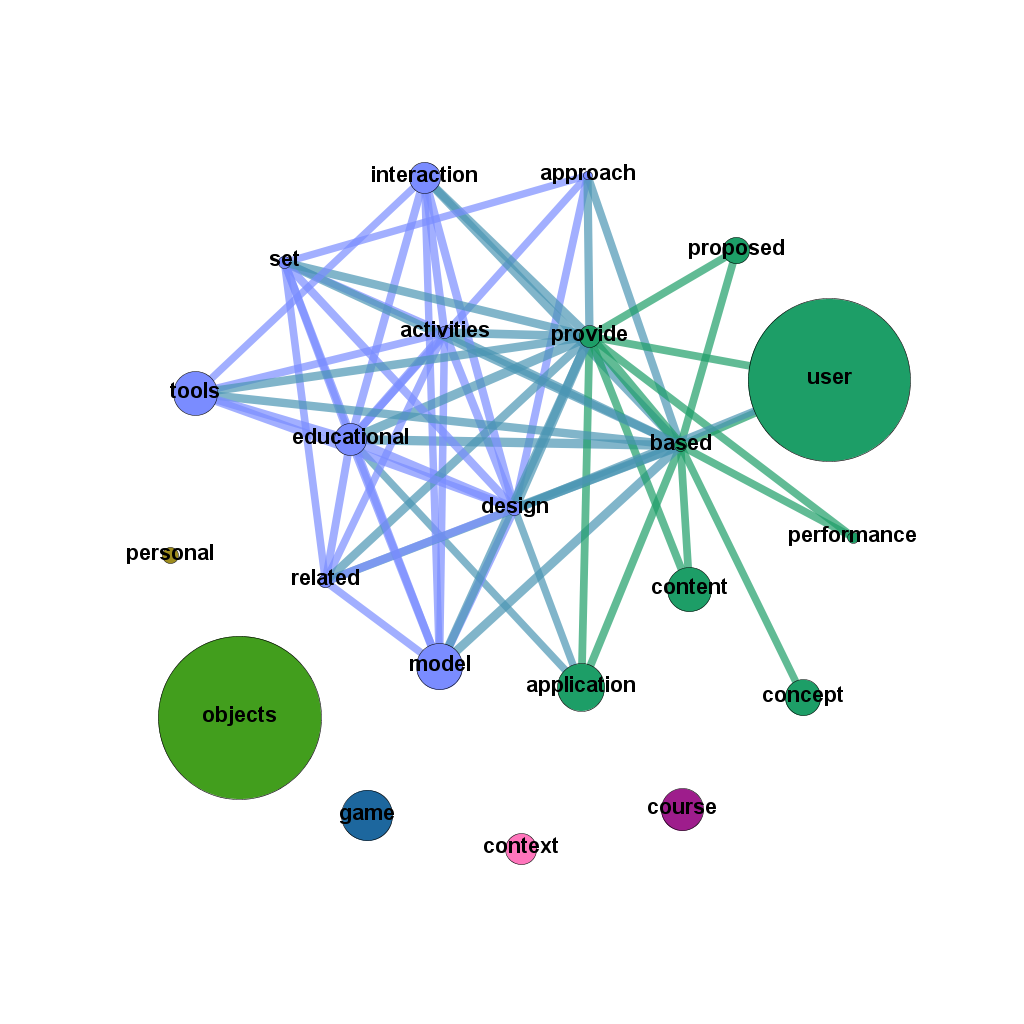 approach
interaction
proposed
set
activities
provide
user
tools
educational
based
design
performance
personal
related
content
model
application
concept
objects
course
game
context